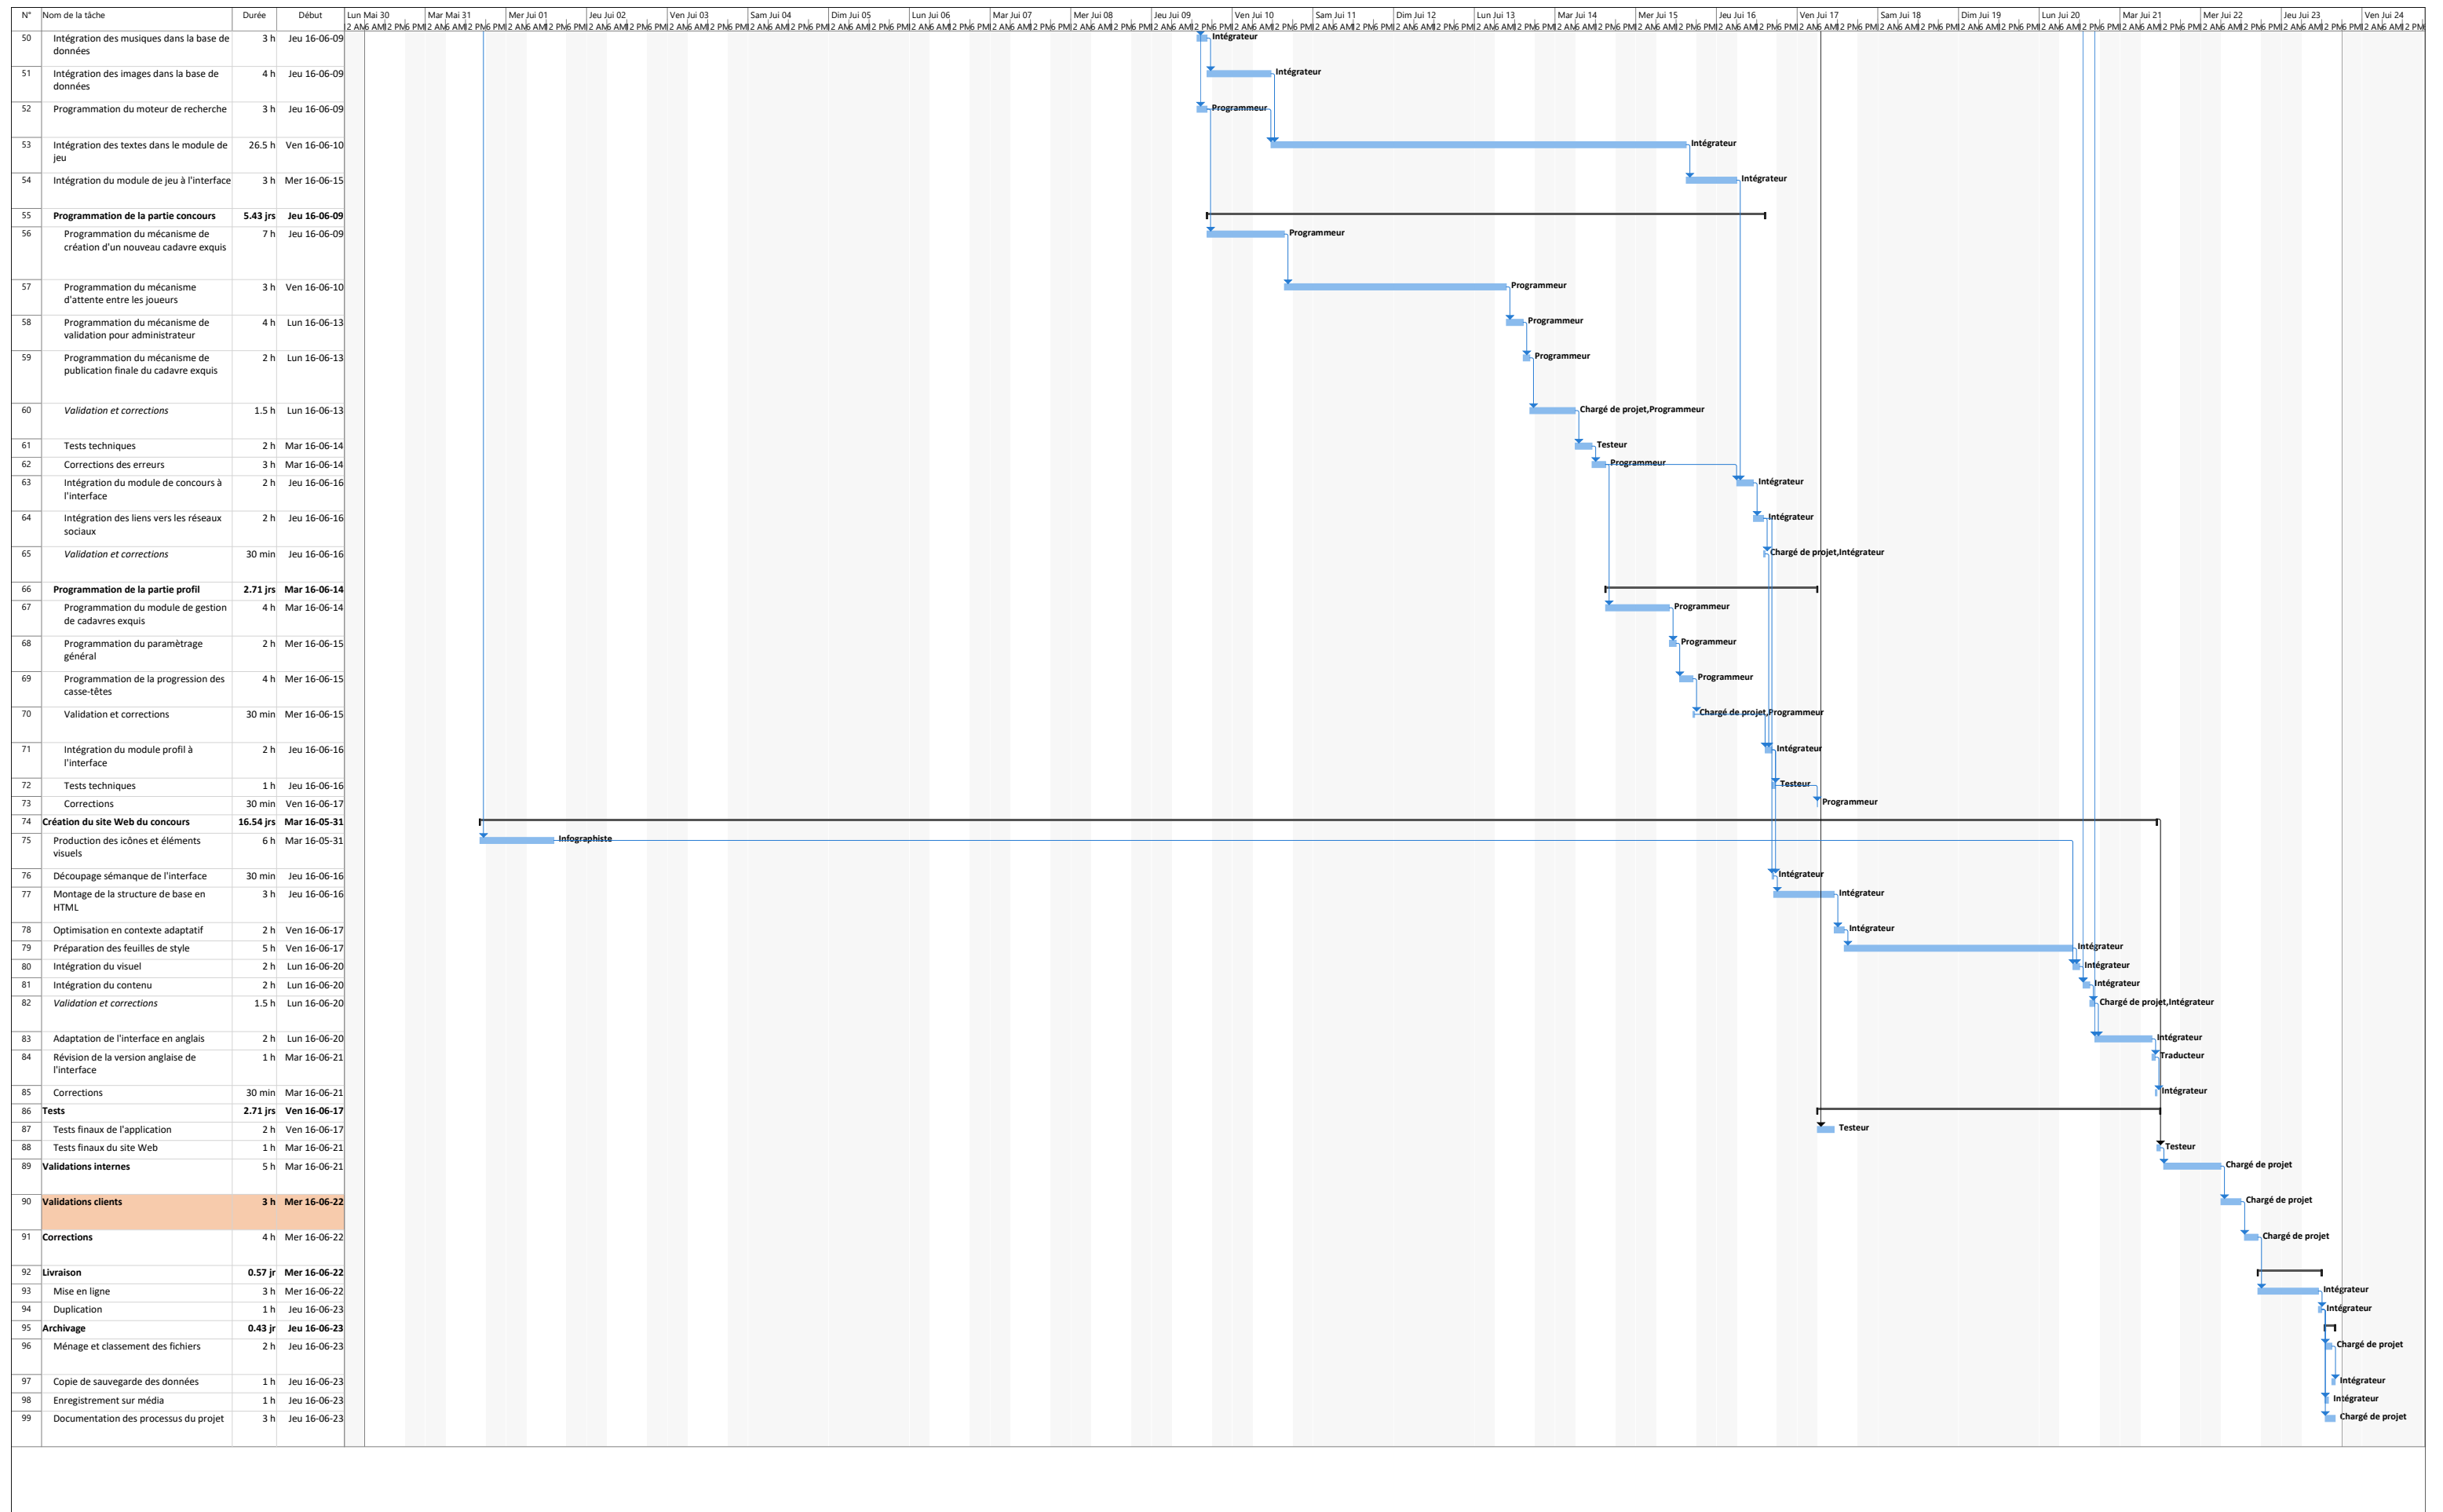 N° Nom de la tâche Durée Début Lun Mai 30 Mar Mai 31 Mer Jui 01 Jeu Jui 02 Ven Jui 03 Sam Jui 04 Dim Jui 05 Lun Jui 06 Mar Jui 07 Mer Jui 08 Jeu Jui 09 Ven Jui 10 Sam Jui 11 Dim Jui 12 Lun Jui 13 Mar Jui 14 Mer Jui 15 Jeu Jui 16 Ven Jui 17 Sam Jui 18 Dim Jui 19 Lun Jui 20 Mar Jui 21 Mer Jui 22 Jeu Jui 23 Ven Jui 24
50 Intégration des musiques dans la base de 3 h Jeu 16-06-09 Intégrateur
données
51 Intégration des images dans la base de 4 h Jeu 16-06-09 Intégrateur
données
52 Programmation du moteur de recherche 3 h Jeu 16-06-09 Programmeur
53 Intégration des textes dans le module de 26.5 h Ven 16-06-10 Intégrateur
jeu
54 Intégration du module de jeu à l'interface 3 h Mer 16-06-15 Intégrateur
55 Programmation de la partie concours 5.43 jrs Jeu 16-06-09
56 Programmation du mécanisme de 7 h Jeu 16-06-09 Programmeur
création d'un nouveau cadavre exquis
57 Programmation du mécanisme 3 h Ven 16-06-10 Programmeur
d'attente entre les joueurs
58 Programmation du mécanisme de 4 h Lun 16-06-13 Programmeur
validation pour administrateur
59 Programmation du mécanisme de 2 h Lun 16-06-13 Programmeur
publication finale du cadavre exquis
60 Validation et corrections 1.5 h Lun 16-06-13 Chargé de projet,Programmeur
61 Tests techniques 2 h Mar 16-06-14 Testeur
62 Corrections des erreurs 3 h Mar 16-06-14 Programmeur
63 Intégration du module de concours à 2 h Jeu 16-06-16 Intégrateur
l'interface
64 Intégration des liens vers les réseaux 2 h Jeu 16-06-16 Intégrateur
sociaux
65 Validation et corrections 30 min Jeu 16-06-16 Chargé de projet,Intégrateur
66 Programmation de la partie profil 2.71 jrs Mar 16-06-14
67 Programmation du module de gestion 4 h Mar 16-06-14 Programmeur
de cadavres exquis
68 Programmation du paramètrage 2 h Mer 16-06-15 Programmeur
général
69 Programmation de la progression des 4 h Mer 16-06-15 Programmeur
casse-têtes
70 Validation et corrections 30 min Mer 16-06-15 Chargé de projet,Programmeur
71 Intégration du module profil à 2 h Jeu 16-06-16 Intégrateur
l'interface
72 Tests techniques 1 h Jeu 16-06-16 Testeur
73 Corrections 30 min Ven 16-06-17 Programmeur
74 Création du site Web du concours 16.54 jrs Mar 16-05-31
75 Production des icônes et éléments 6 h Mar 16-05-31 Infographiste
visuels
76 Découpage sémanque de l'interface 30 min Jeu 16-06-16 Intégrateur
77 Montage de la structure de base en 3 h Jeu 16-06-16 Intégrateur
HTML
78 Optimisation en contexte adaptatif 2 h Ven 16-06-17 Intégrateur
79 Préparation des feuilles de style 5 h Ven 16-06-17 Intégrateur
80 Intégration du visuel 2 h Lun 16-06-20 Intégrateur
81 Intégration du contenu 2 h Lun 16-06-20 Intégrateur
82 Validation et corrections 1.5 h Lun 16-06-20 Chargé de projet,Intégrateur
83 Adaptation de l'interface en anglais 2 h Lun 16-06-20 Intégrateur
84 Révision de la version anglaise de 1 h Mar 16-06-21 Traducteur
l'interface
85 Corrections 30 min Mar 16-06-21 Intégrateur
86 Tests 2.71 jrs Ven 16-06-17
87 Tests finaux de l'application 2 h Ven 16-06-17 Testeur
88 Tests finaux du site Web 1 h Mar 16-06-21 Testeur
89 Validations internes 5 h Mar 16-06-21 Chargé de projet
90 Validations clients 3 h Mer 16-06-22 Chargé de projet
91 Corrections 4 h Mer 16-06-22 Chargé de projet
92 Livraison 0.57 jr Mer 16-06-22
93 Mise en ligne 3 h Mer 16-06-22 Intégrateur
94 Duplication 1 h Jeu 16-06-23 Intégrateur
95 Archivage 0.43 jr Jeu 16-06-23
96 Ménage et classement des fichiers 2 h Jeu 16-06-23 Chargé de projet
97 Copie de sauvegarde des données 1 h Jeu 16-06-23 Intégrateur
98 Enregistrement sur média 1 h Jeu 16-06-23 Intégrateur
99 Documentation des processus du projet 3 h Jeu 16-06-23 Chargé de projet